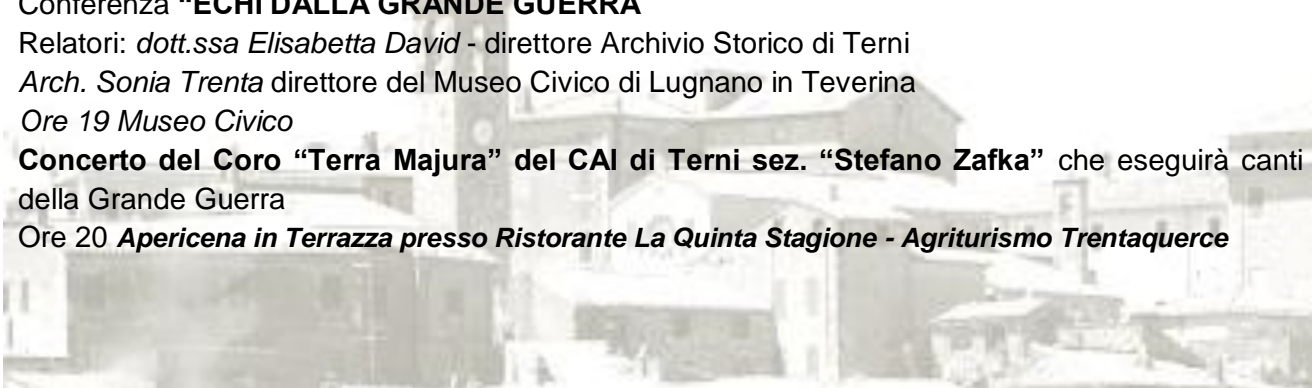 Conferenza "ECHI DALLA GRANDE GUERRA"
Relatori: dott.ssa Elisabetta David - direttore Archivio Storico di Terni
Arch. Sonia Trenta direttore del Museo Civico di Lugnano in Teverina
Ore 19 Museo Civico
Concerto del Coro “Terra Majura” del CAI di Terni sez. “Stefano Zafka” che eseguirà canti
della Grande Guerra
Ore 20 Apericena in Terrazza presso Ristorante La Quinta Stagione - Agriturismo Trentaquerce